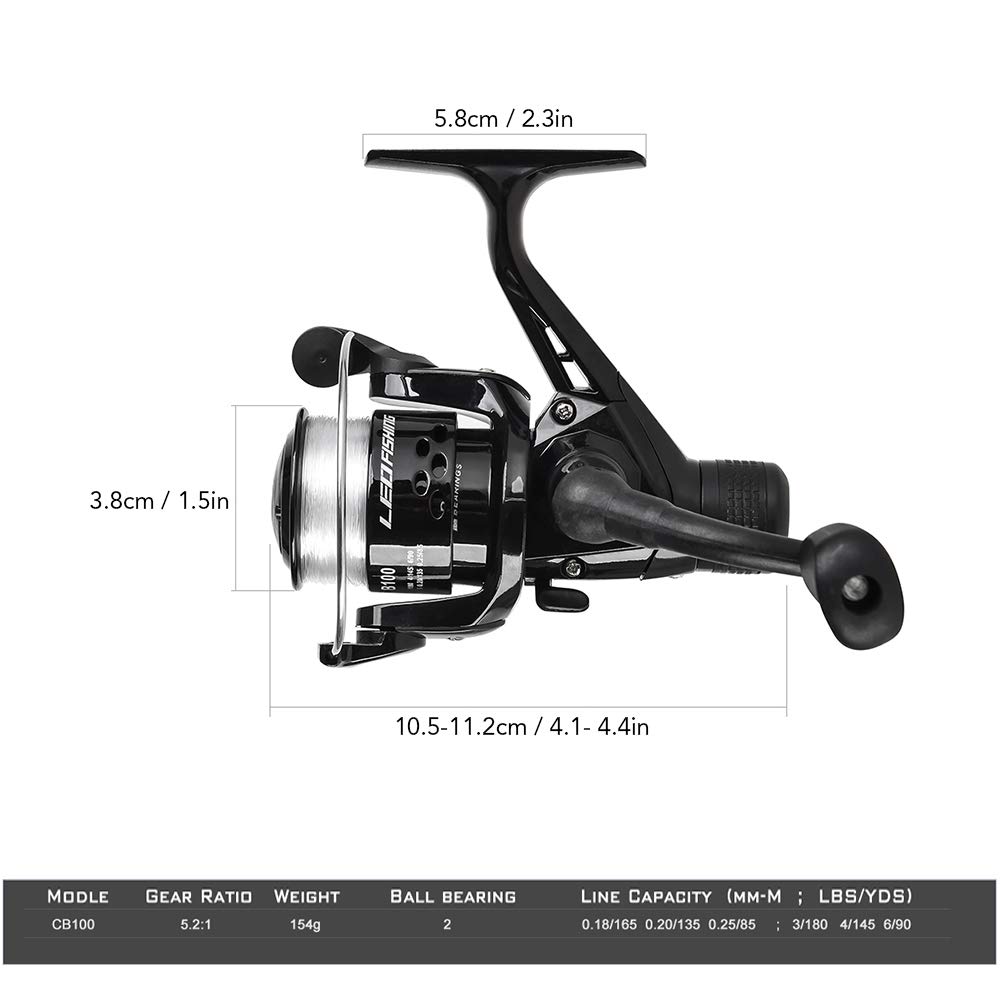 5.8cm / 2.3in
3.8cm / 1.5in
LEOFISHING
BEARINGS
B100
10.5-11.2cm / 4.1- 4.4in
MODLE GEAR RATIO WEIGHT BALL BEARING LINE CAPACITY (MM-M ; LBS/YDS)
CB100 5.2:1 154g 2 0.18/165 0.20/135 0.25/85 ; 3/180 4/145 6/90